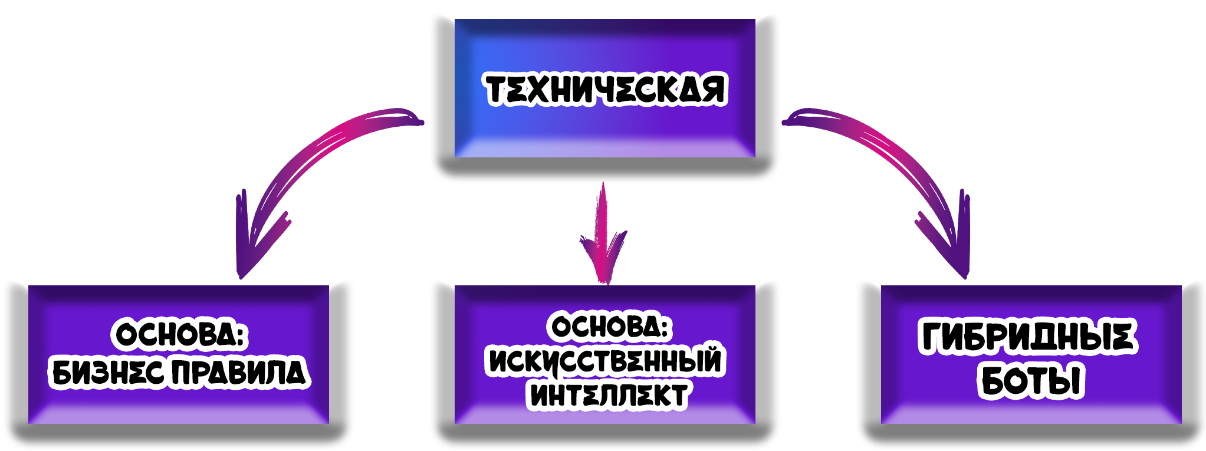 ТЕХНИЧЕСКАЯ
ОСНОВА:
БИЗНЕС ПРАВИЛА
ОСНОВА:
ИСКУССТВЕННЫЙ
ИНТЕЛЛЕКТ
ГИБРИДНЫЕ
БОТЫ